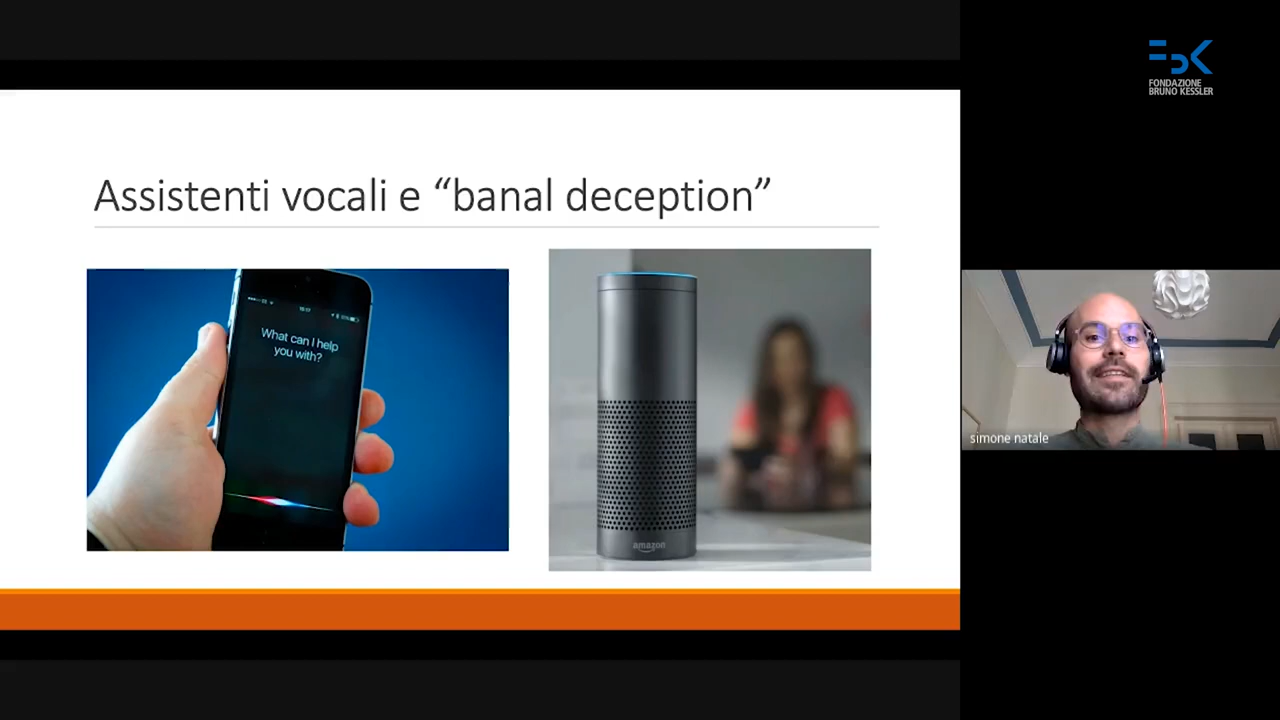 FONDAZIONE
BRUNO KESSLER
Assistenti vocali e “banal deception”
What can I help
you with?
amazon
simone natale